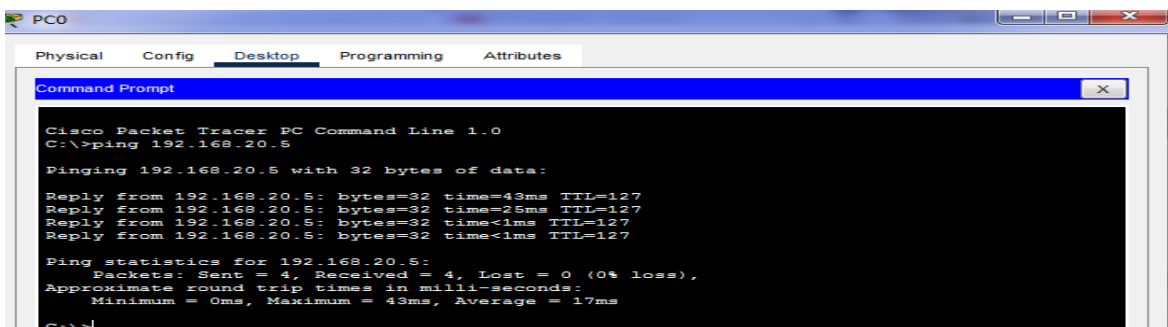 PC0
Physical Config Desktop Programming Attributes
Command Prompt
X
Cisco Packet Tracer PC Command Line 1.0
C:\>ping 192.168.20.5
Pinging 192.168.20.5 with 32 bytes of data:
Reply from 192.168.20.5: bytes=32 time=43ms TTL=127
Reply from 192.168.20.5: bytes=32 time=25ms TTL=127
Reply from 192.168.20.5: bytes=32 time<1ms TTL=127
Reply from 192.168.20.5: bytes=32 time<1ms TTL=127
Ping statistics for 192.168.20.5:
Packets: Sent = 4, Received = 4, Lost = 0 (0% loss),
Approximate round trip times in milli-seconds:
Minimum = 0ms, Maximum = 43ms, Average = 17ms
C:\>